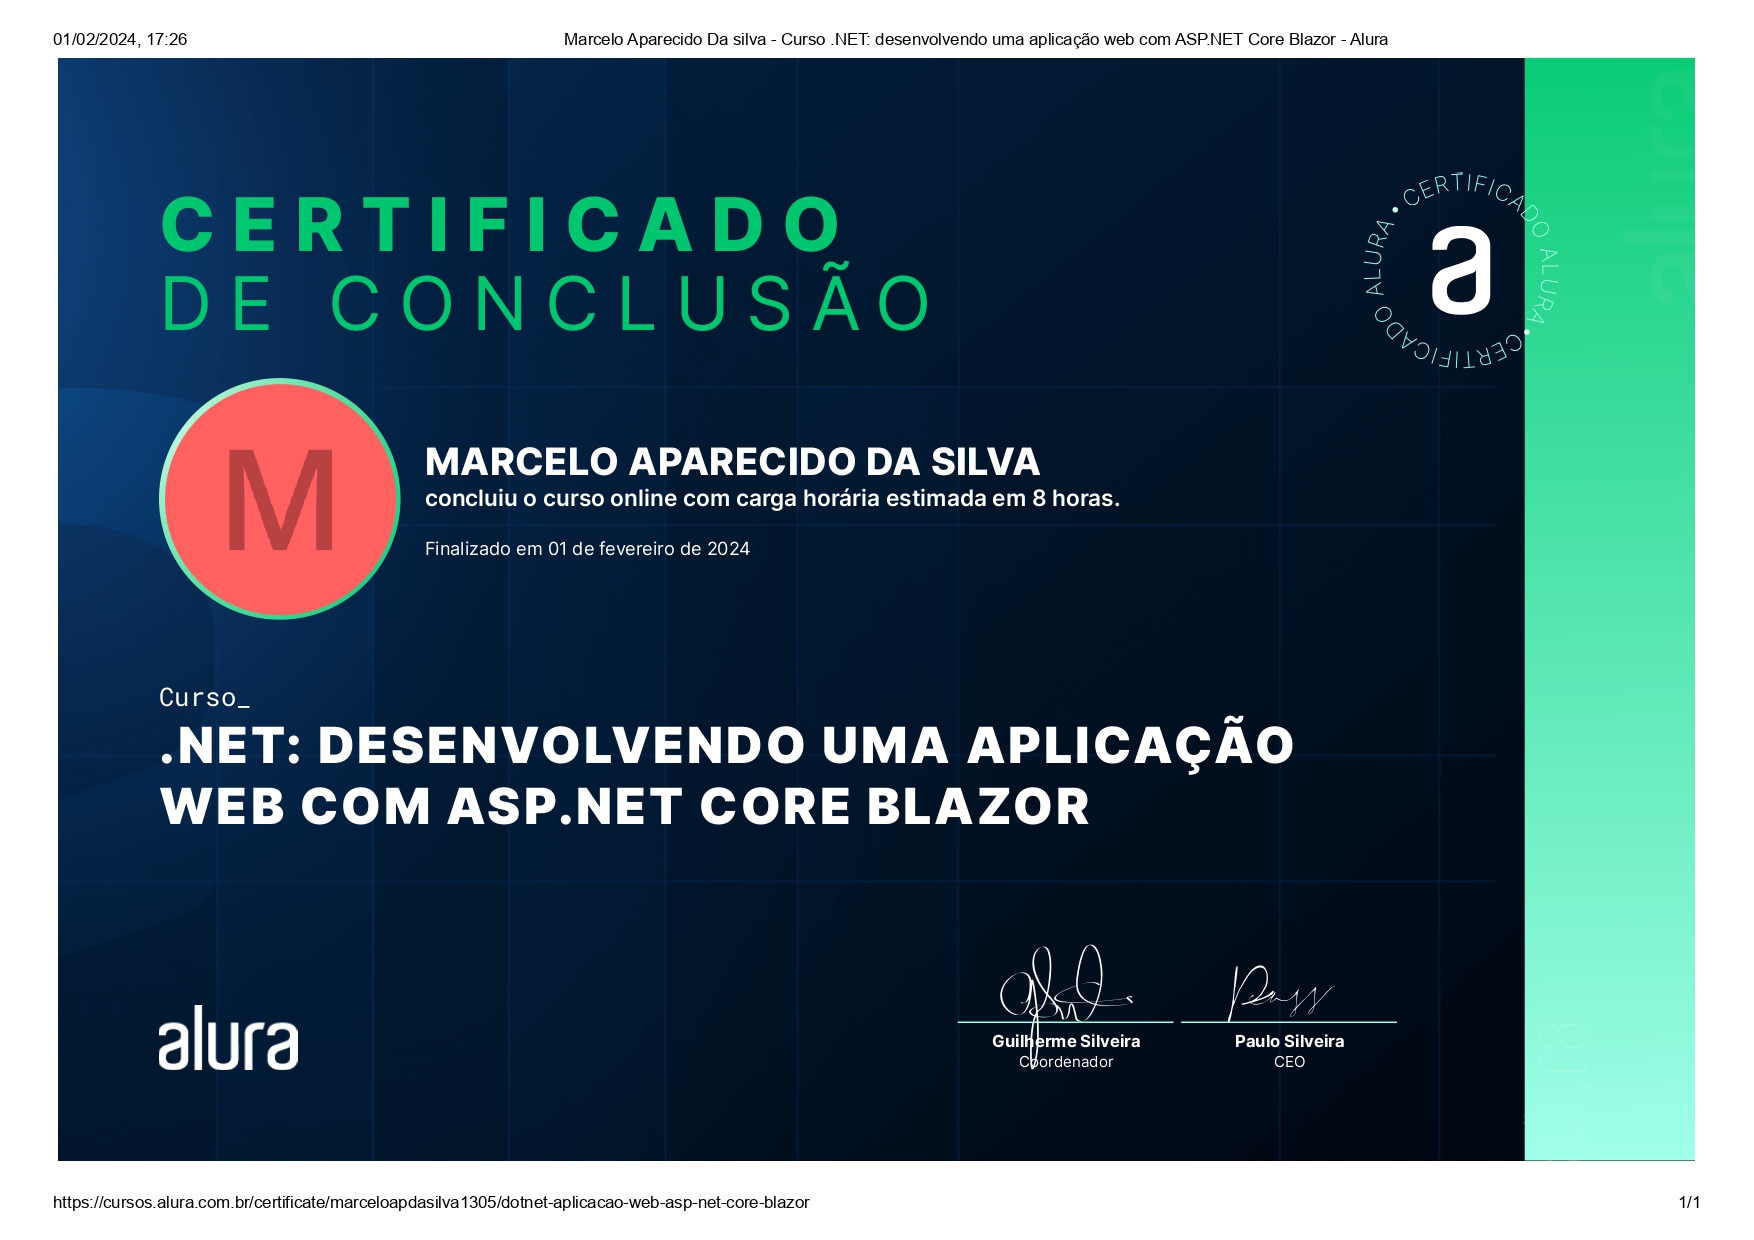 01/02/2024, 17:26
Marcelo Aparecido Da silva - Curso .NET: desenvolvendo uma aplicação web com ASP.NET Core Blazor - Alura
CERTIFICADO
DE CONCLUSÃO
CERTIFICADO ALURA • CERTIFICADO ALURA •
a
M
MARCELO APARECIDO DA SILVA
concluiu o curso online com carga horária estimada em 8 horas.
Finalizado em 01 de fevereiro de 2024
Curso_
.NET: DESENVOLVENDO UMA APLICAÇÃO
WEB COM ASP.NET CORE BLAZOR
alura
Guilherme Silveira
Coordenador
Paulo Silveira
CEO
alura
alura
https://cursos.alura.com.br/certificate/marceloapdasilva1305/dotnet-aplicacao-web-asp-net-core-blazor
1/1